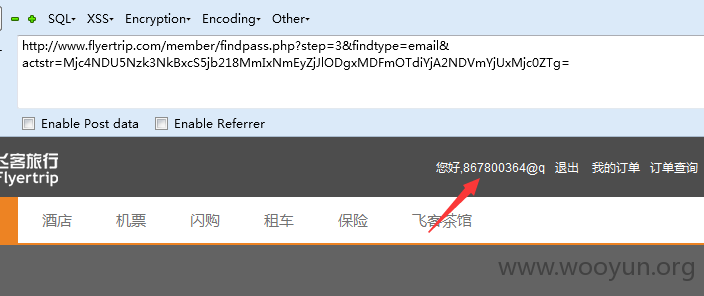 SQL▾ XSS▾ Encryption▾ Encoding▾ Other▾
http://www.flyertrip.com/member/findpass.php?step=3&findtype=email&
actstr=Mjc4NDU5Nzk3NkBxcS5jb218MmIxNmEyZjJlODgxMDFmOTdiYjA2NDVmYjUxMjc0ZTg=
Enable Post data Enable Referrer
飞客旅行 您好,867800364@q 退出 我的订单 订单查询
Flyertrip
酒店 机票 闪购 租车 保险 飞客茶馆
www.wooyun.org